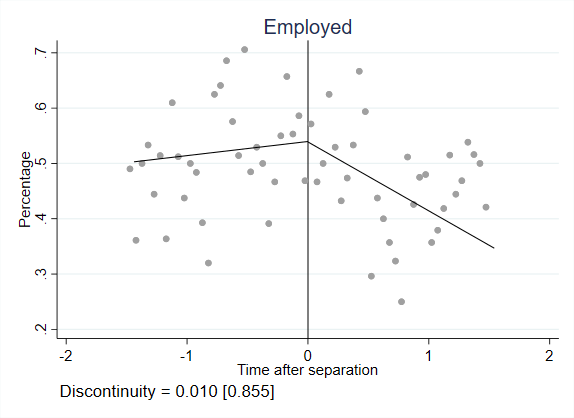 Employed
Percentage
.7
.6
.5
.4
.3
.2
-2
-1
0
1
2
Time after separation
Discontinuity = 0.010 [0.855]